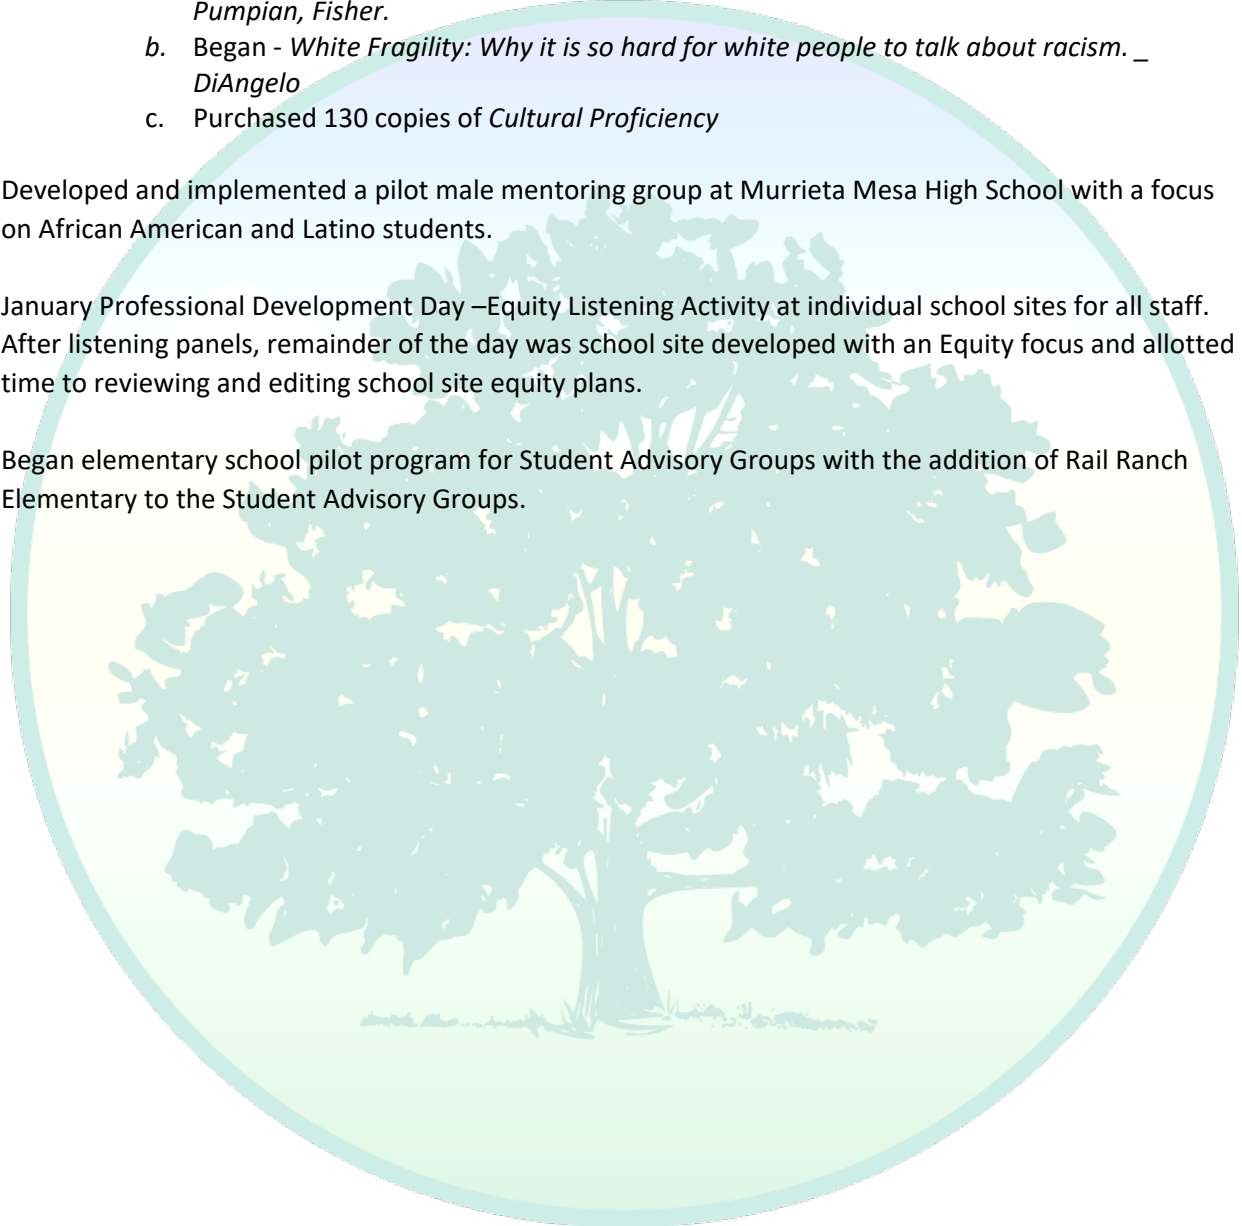 Pumpian, Fisher.
b. Began - White Fragility: Why it is so hard for white people to talk about racism. _
DiAngelo
c. Purchased 130 copies of Cultural Proficiency
Developed and implemented a pilot male mentoring group at Murrieta Mesa High School with a focus
on African American and Latino students.
January Professional Development Day –Equity Listening Activity at individual school sites for all staff.
After listening panels, remainder of the day was school site developed with an Equity focus and allotted
time to reviewing and editing school site equity plans.
Began elementary school pilot program for Student Advisory Groups with the addition of Rail Ranch
Elementary to the Student Advisory Groups.